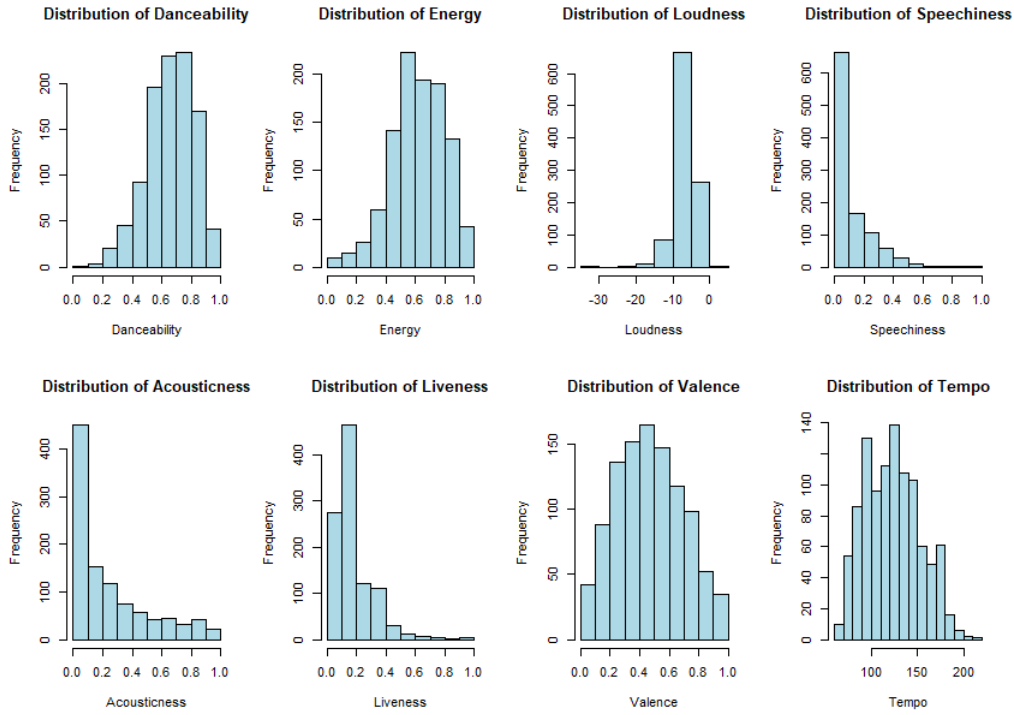 Distribution of Danceability
Frequency
0 50 100 150 200
0.0 0.2 0.4 0.6 0.8 1.0
Danceability
Distribution of Energy
Frequency
0 50 100 150 200
0.0 0.2 0.4 0.6 0.8 1.0
Energy
Distribution of Loudness
Frequency
0 100 200 300 400 500 600
-30 -20 -10 0
Loudness
Distribution of Speechiness
Frequency
0 100 200 300 400 500 600
0.0 0.2 0.4 0.6 0.8 1.0
Speechiness
Distribution of Acousticness
Frequency
0 100 200 300 400
0.0 0.2 0.4 0.6 0.8 1.0
Acousticness
Distribution of Liveness
Frequency
0 100 200 300 400
0.0 0.2 0.4 0.6 0.8 1.0
Liveness
Distribution of Valence
Frequency
0 50 100 150
0.0 0.2 0.4 0.6 0.8 1.0
Valence
Distribution of Tempo
Frequency
0 20 40 60 80 100 120 140
100 150 200
Tempo